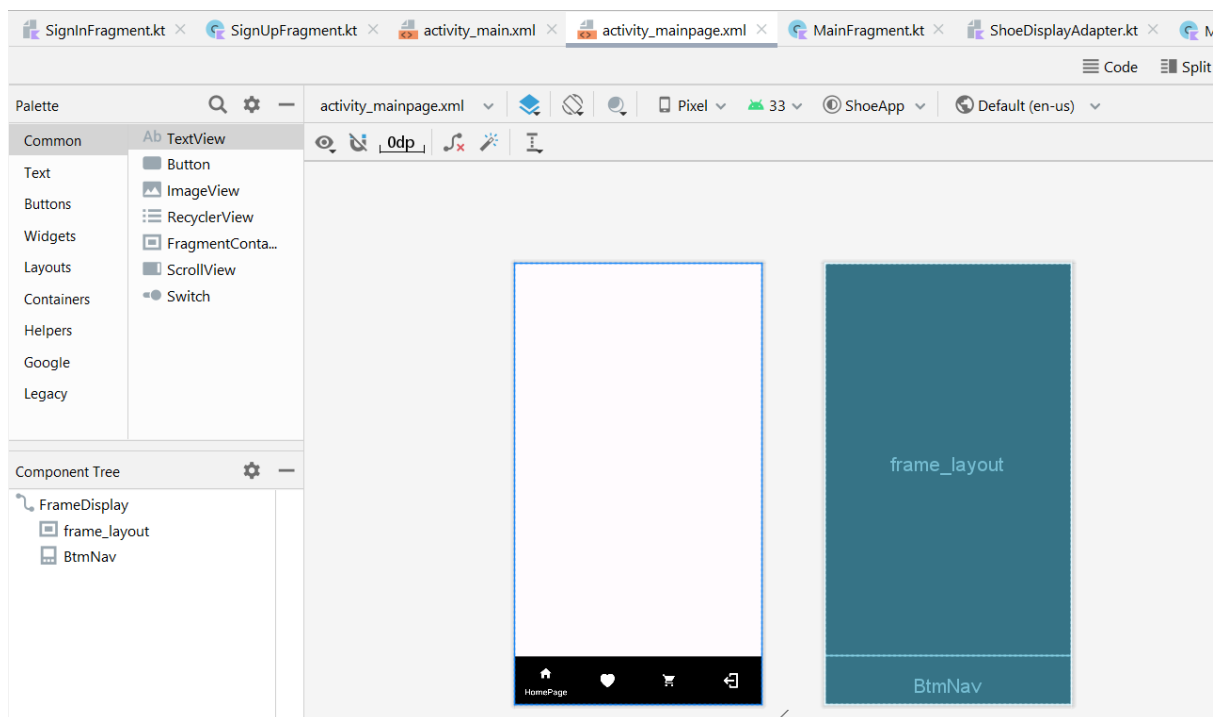 SignInFragment.kt SignUpFragment.kt activity_main.xml activity_mainpage.xml MainFragment.kt ShoeDisplayAdapter.kt M
Code Split
Palette
activity_mainpage.xml Pixel 33 ShoeApp Default (en-us)
Common
Text
Buttons
Widgets
Layouts
Containers
Helpers
Google
Legacy
Ab TextView
Button
ImageView
RecyclerView
FragmentConta...
ScrollView
Switch
0dp
Component Tree
FrameDisplay
frame_layout
BtmNav
HomePage
frame_layout
BtmNav